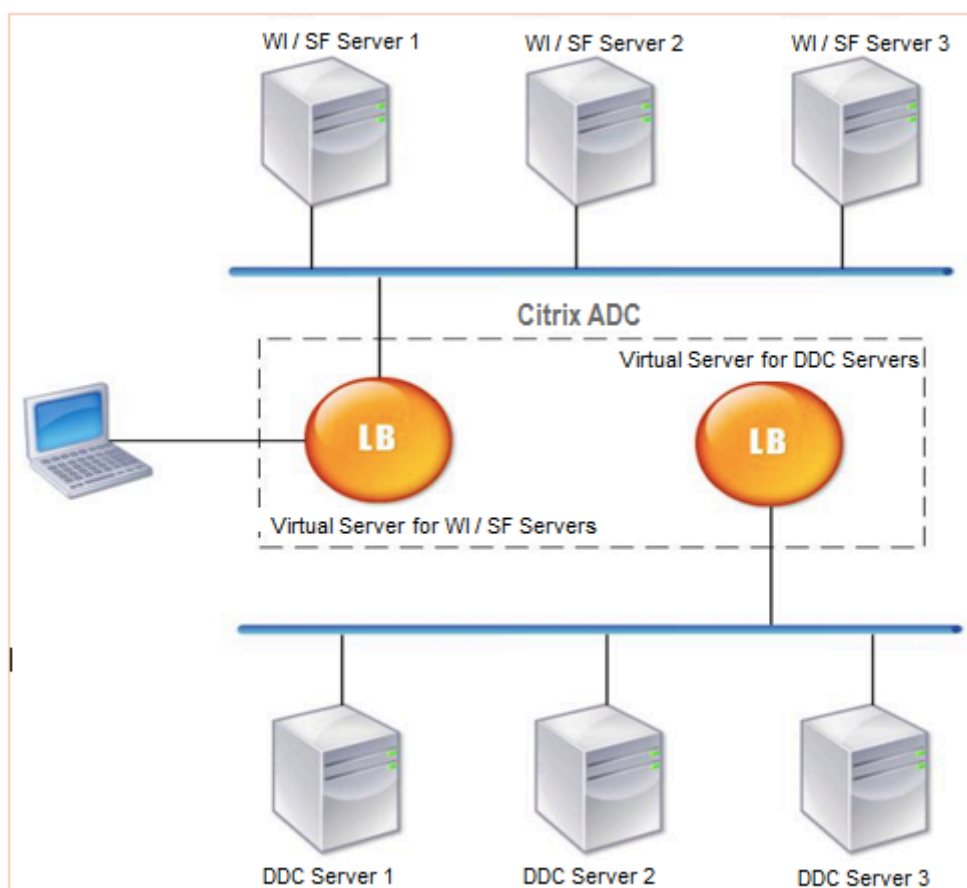 WI / SF Server 1
WI / SF Server 2
WI / SF Server 3
Citrix ADC
Virtual Server for DDC Servers
LB
LB
Virtual Server for WI / SF Servers
DDC Server 1
DDC Server 2
DDC Server 3